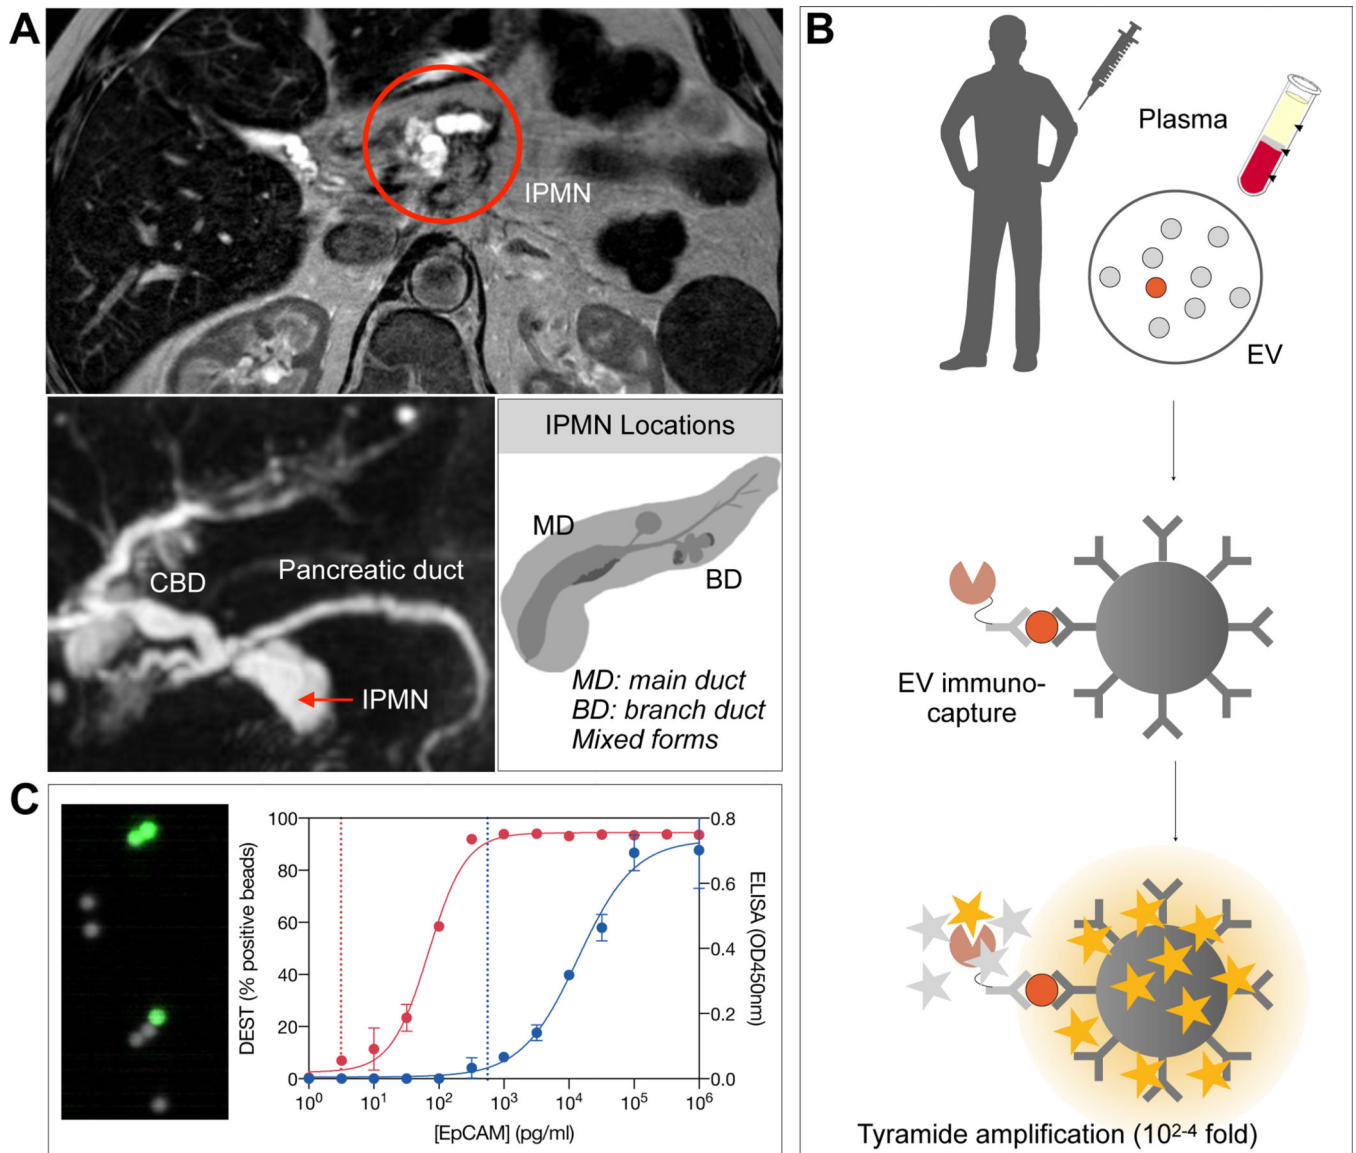 A
IPMN
CBD
Pancreatic duct
IPMN
IPMN Locations
MD
BD
MD: main duct
BD: branch duct
Mixed forms
B
Plasma
EV
EV immuno-
capture
Tyramide amplification (10²⁻⁴ fold)
C
DEST (% positive beads)
100
80
60
40
20
0
0.8
0.6
0.4
0.2
0.0
ELISA (OD450nm)
10⁰ 10¹ 10² 10³ 10⁴ 10⁵ 10⁶
[EpCAM] (pg/ml)